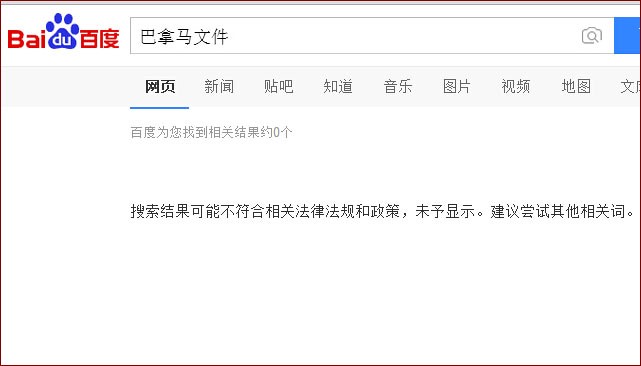 Bai du 百度 巴拿马文件
网页 新闻 贴吧 知道 音乐 图片 视频 地图 文
百度为您找到相关结果约0个
搜索结果可能不符合相关法律法规和政策，未予显示。建议尝试其他相关词。